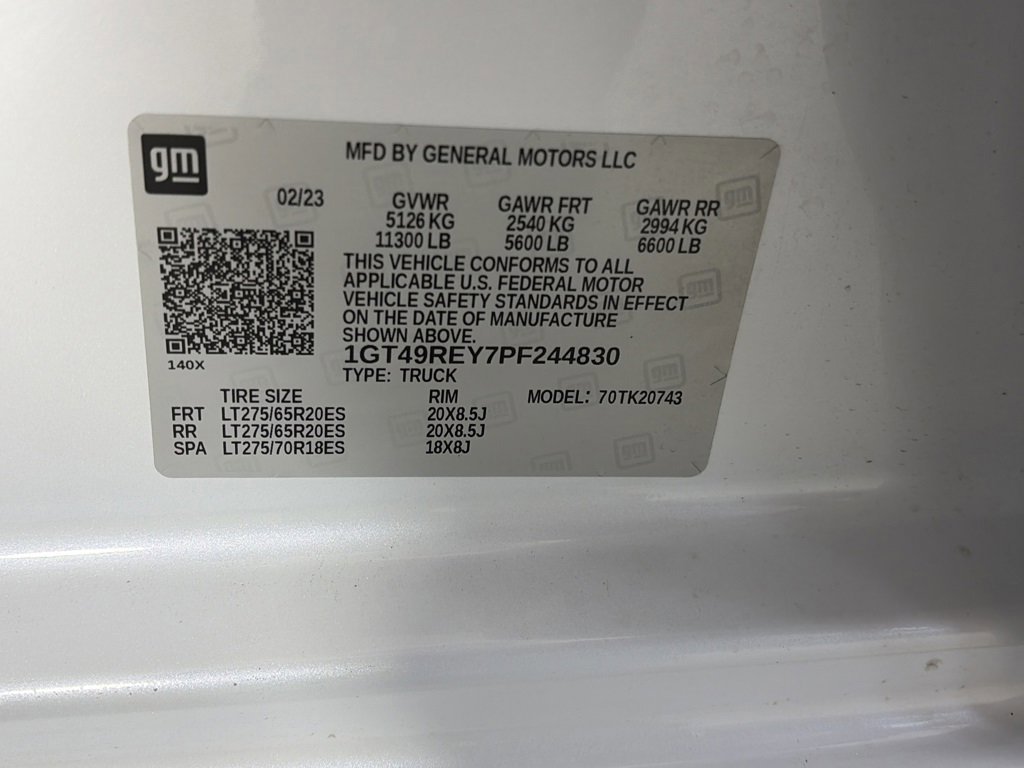 gm
MFD BY GENERAL MOTORS LLC
02/23 GVWR GAWR FRT GAWR RR
5126 KG 2540 KG 2994 KG
11300 LB 5600 LB 6600 LB
THIS VEHICLE CONFORMS TO ALL
APPLICABLE U.S. FEDERAL MOTOR
VEHICLE SAFETY STANDARDS IN EFFECT
ON THE DATE OF MANUFACTURE
SHOWN ABOVE.
1GT49REY7PF244830
140X
TYPE: TRUCK
TIRE SIZE RIM MODEL: 70TK20743
FRT LT275/65R20ES 20X8.5J
RR LT275/65R20ES 20X8.5J
SPA LT275/70R18ES 18X8J